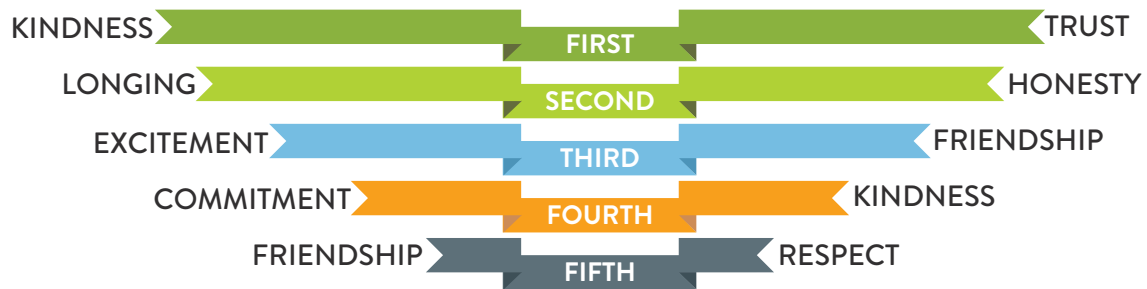 KINDNESS FIRST TRUST
LONGING SECOND HONESTY
EXCITEMENT THIRD FRIENDSHIP
COMMITMENT FOURTH KINDNESS
FRIENDSHIP FIFTH RESPECT